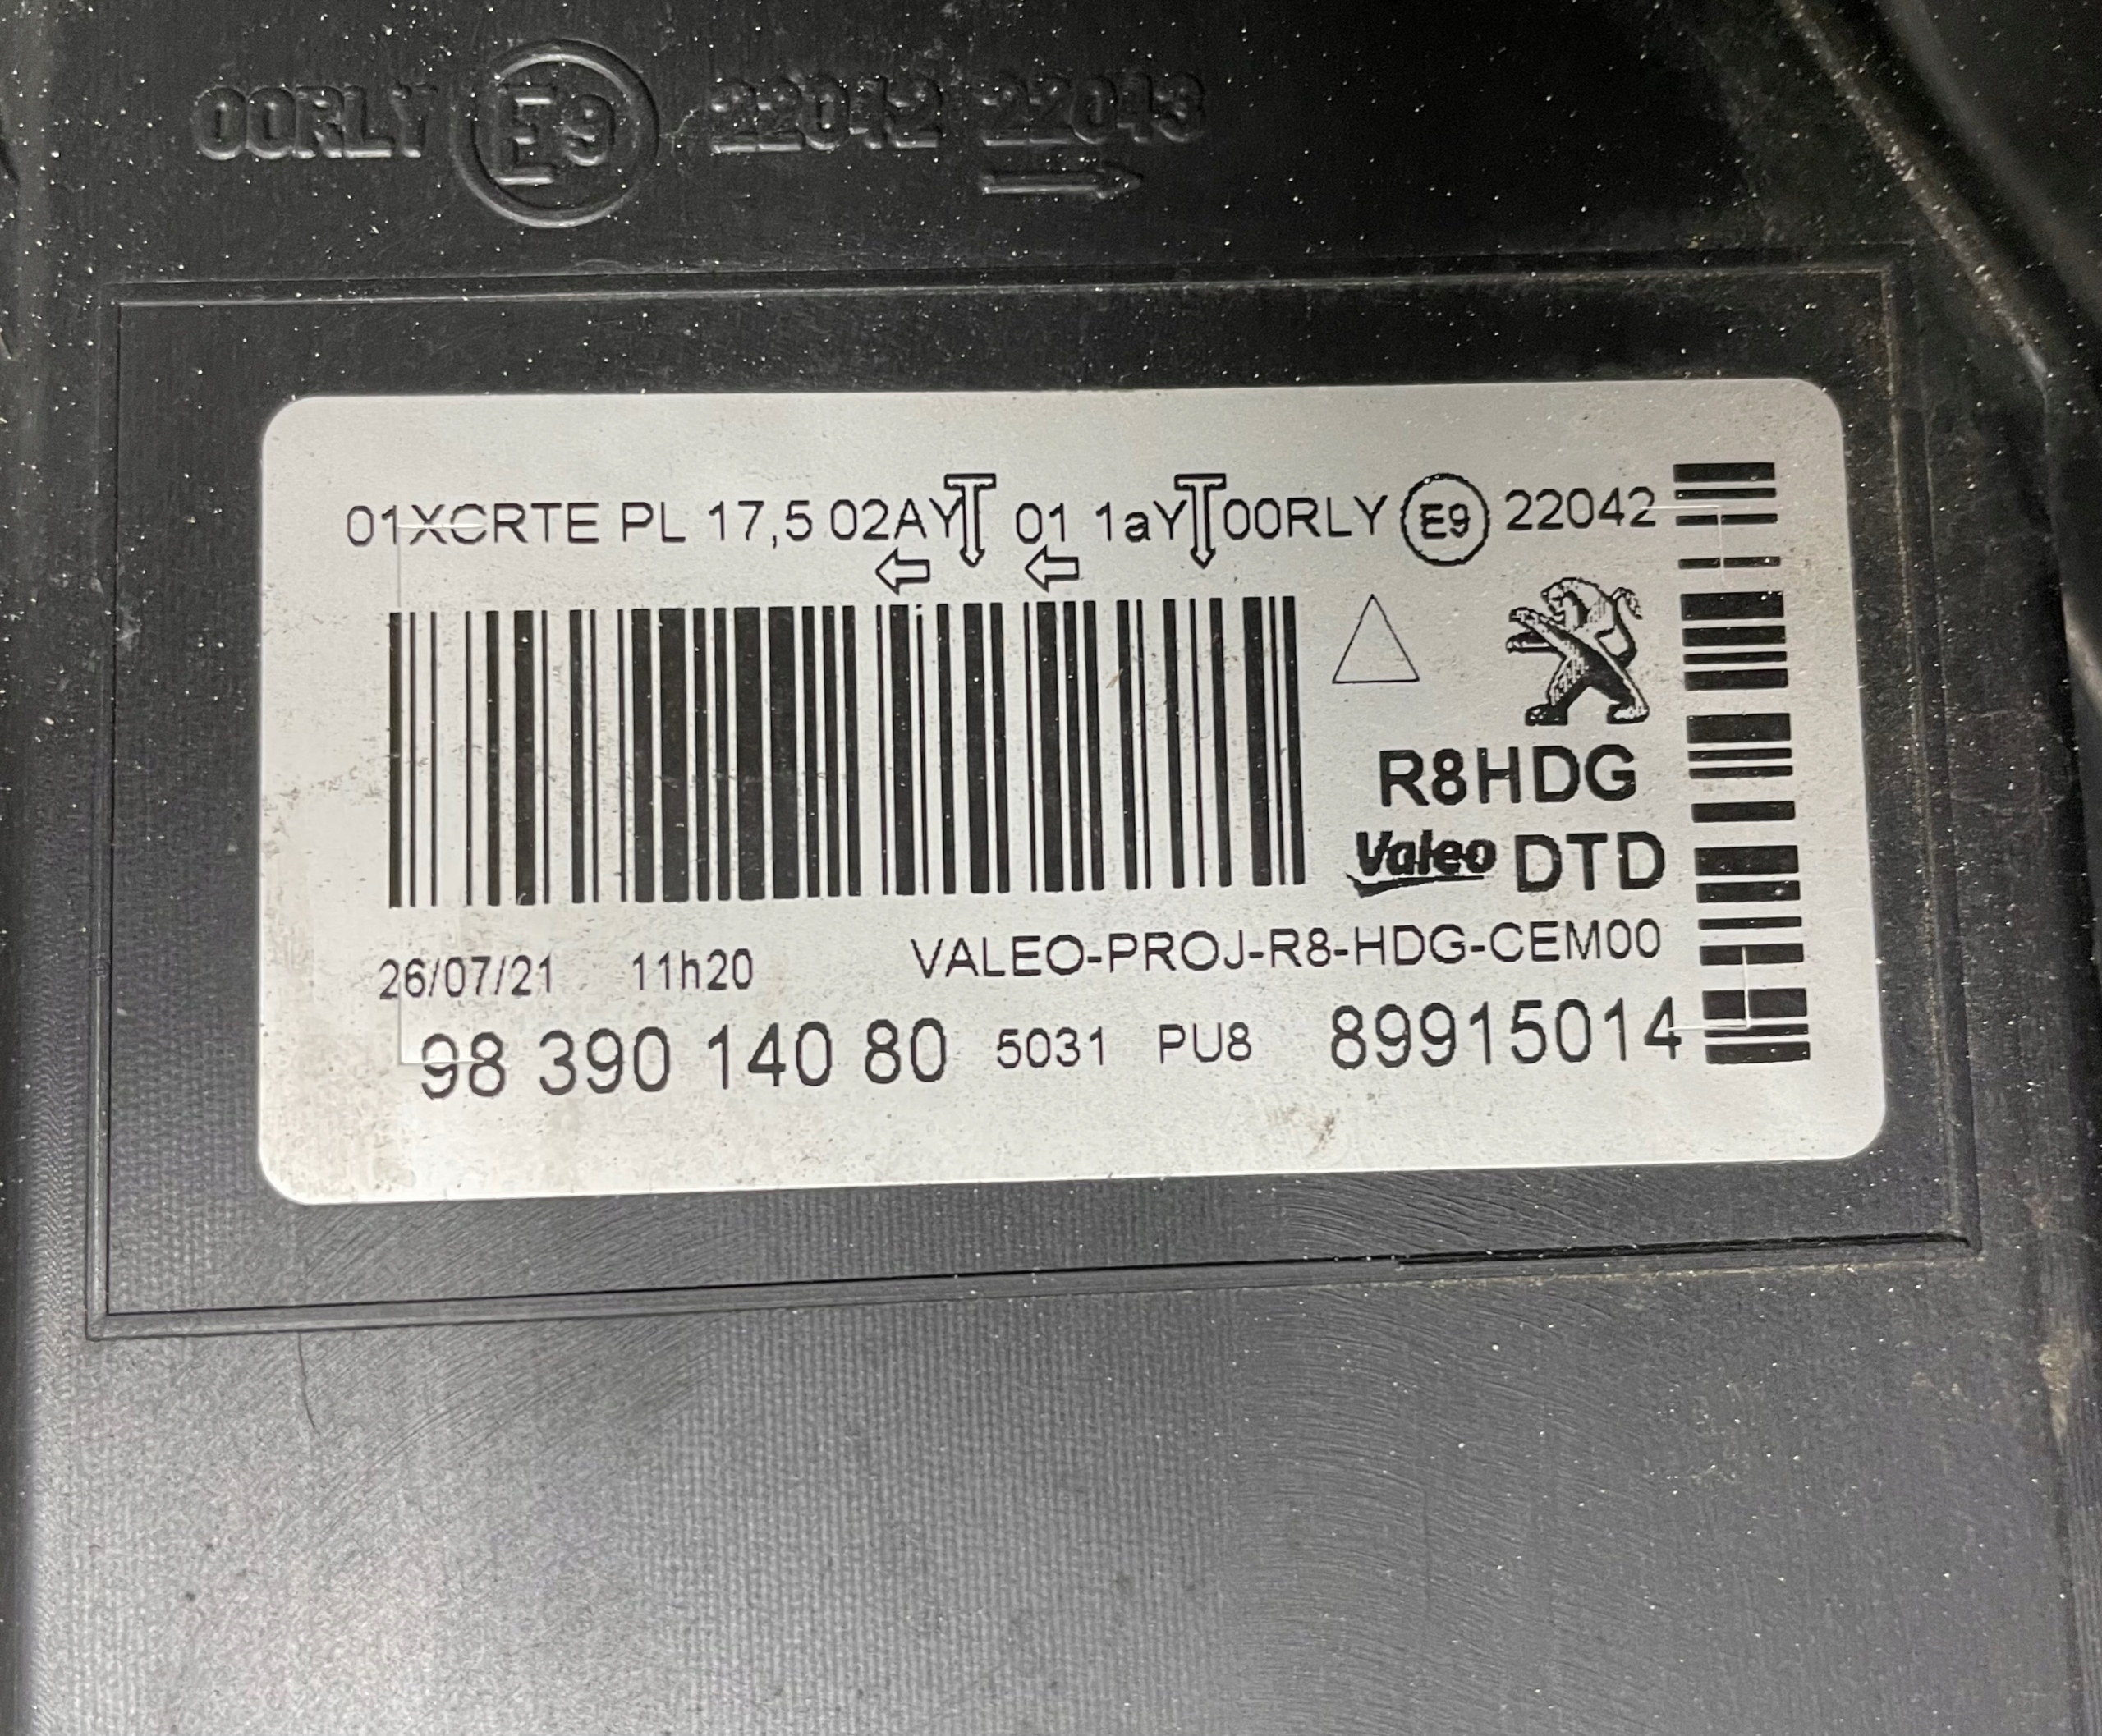 00RLY E9 22042 22043
01XCRTE PL 17,5 02AY 01 1aY 00RLY E9 22042
R8HDG
Valeo DTD
26/07/21 11h20 VALEO-PROJ-R8-HDG-CEM00
98 390 140 80 5031 PU8 89915014